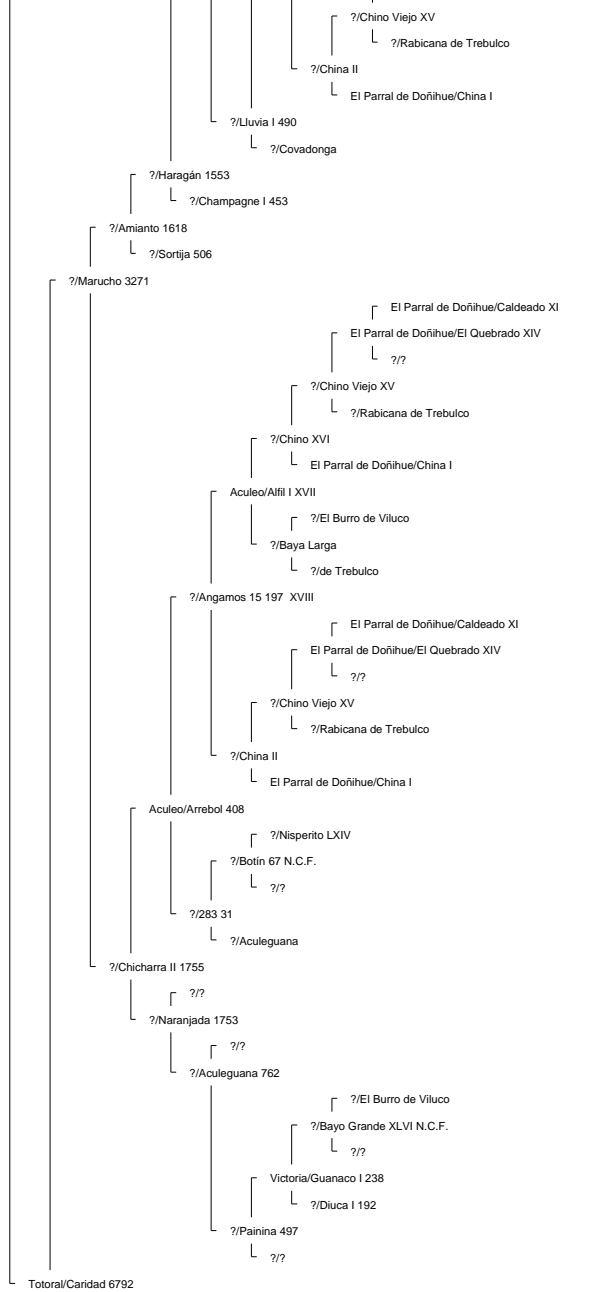 ?/Chino Viejo XV
?/Rabicana de Trebulco
?/China II
El Parral de Doñihue/China I
?/Lluvia I 490
?/Covadonga
?/Haragán 1553
?/Champagne I 453
?/Amianto 1618
?/Sortija 506
?/Marucho 3271
El Parral de Doñihue/Caldeado XI
El Parral de Doñihue/El Quebrado XIV
?/?
?/Chino Viejo XV
?/Rabicana de Trebulco
?/Chino XVI
El Parral de Doñihue/China I
Aculeo/Alfil I XVII
?/El Burro de Viluco
?/Baya Larga
?/de Trebulco
?/Angamos 15 197 XVIII
El Parral de Doñihue/Caldeado XI
El Parral de Doñihue/El Quebrado XIV
?/?
?/Chino Viejo XV
?/Rabicana de Trebulco
?/China II
El Parral de Doñihue/China I
Aculeo/Arrebol 408
?/Nisperito LXIV
?/Botín 67 N.C.F.
?/?
?/283 31
?/Aculeguana
?/Chicharra II 1755
?/?
?/Naranjada 1753
?/?
?/Aculeguana 762
?/El Burro de Viluco
?/Bayo Grande XLVI N.C.F.
?/?
Victoria/Guanaco I 238
?/Diuca I 192
?/Painina 497
?/?
Totoral/Caridad 6792